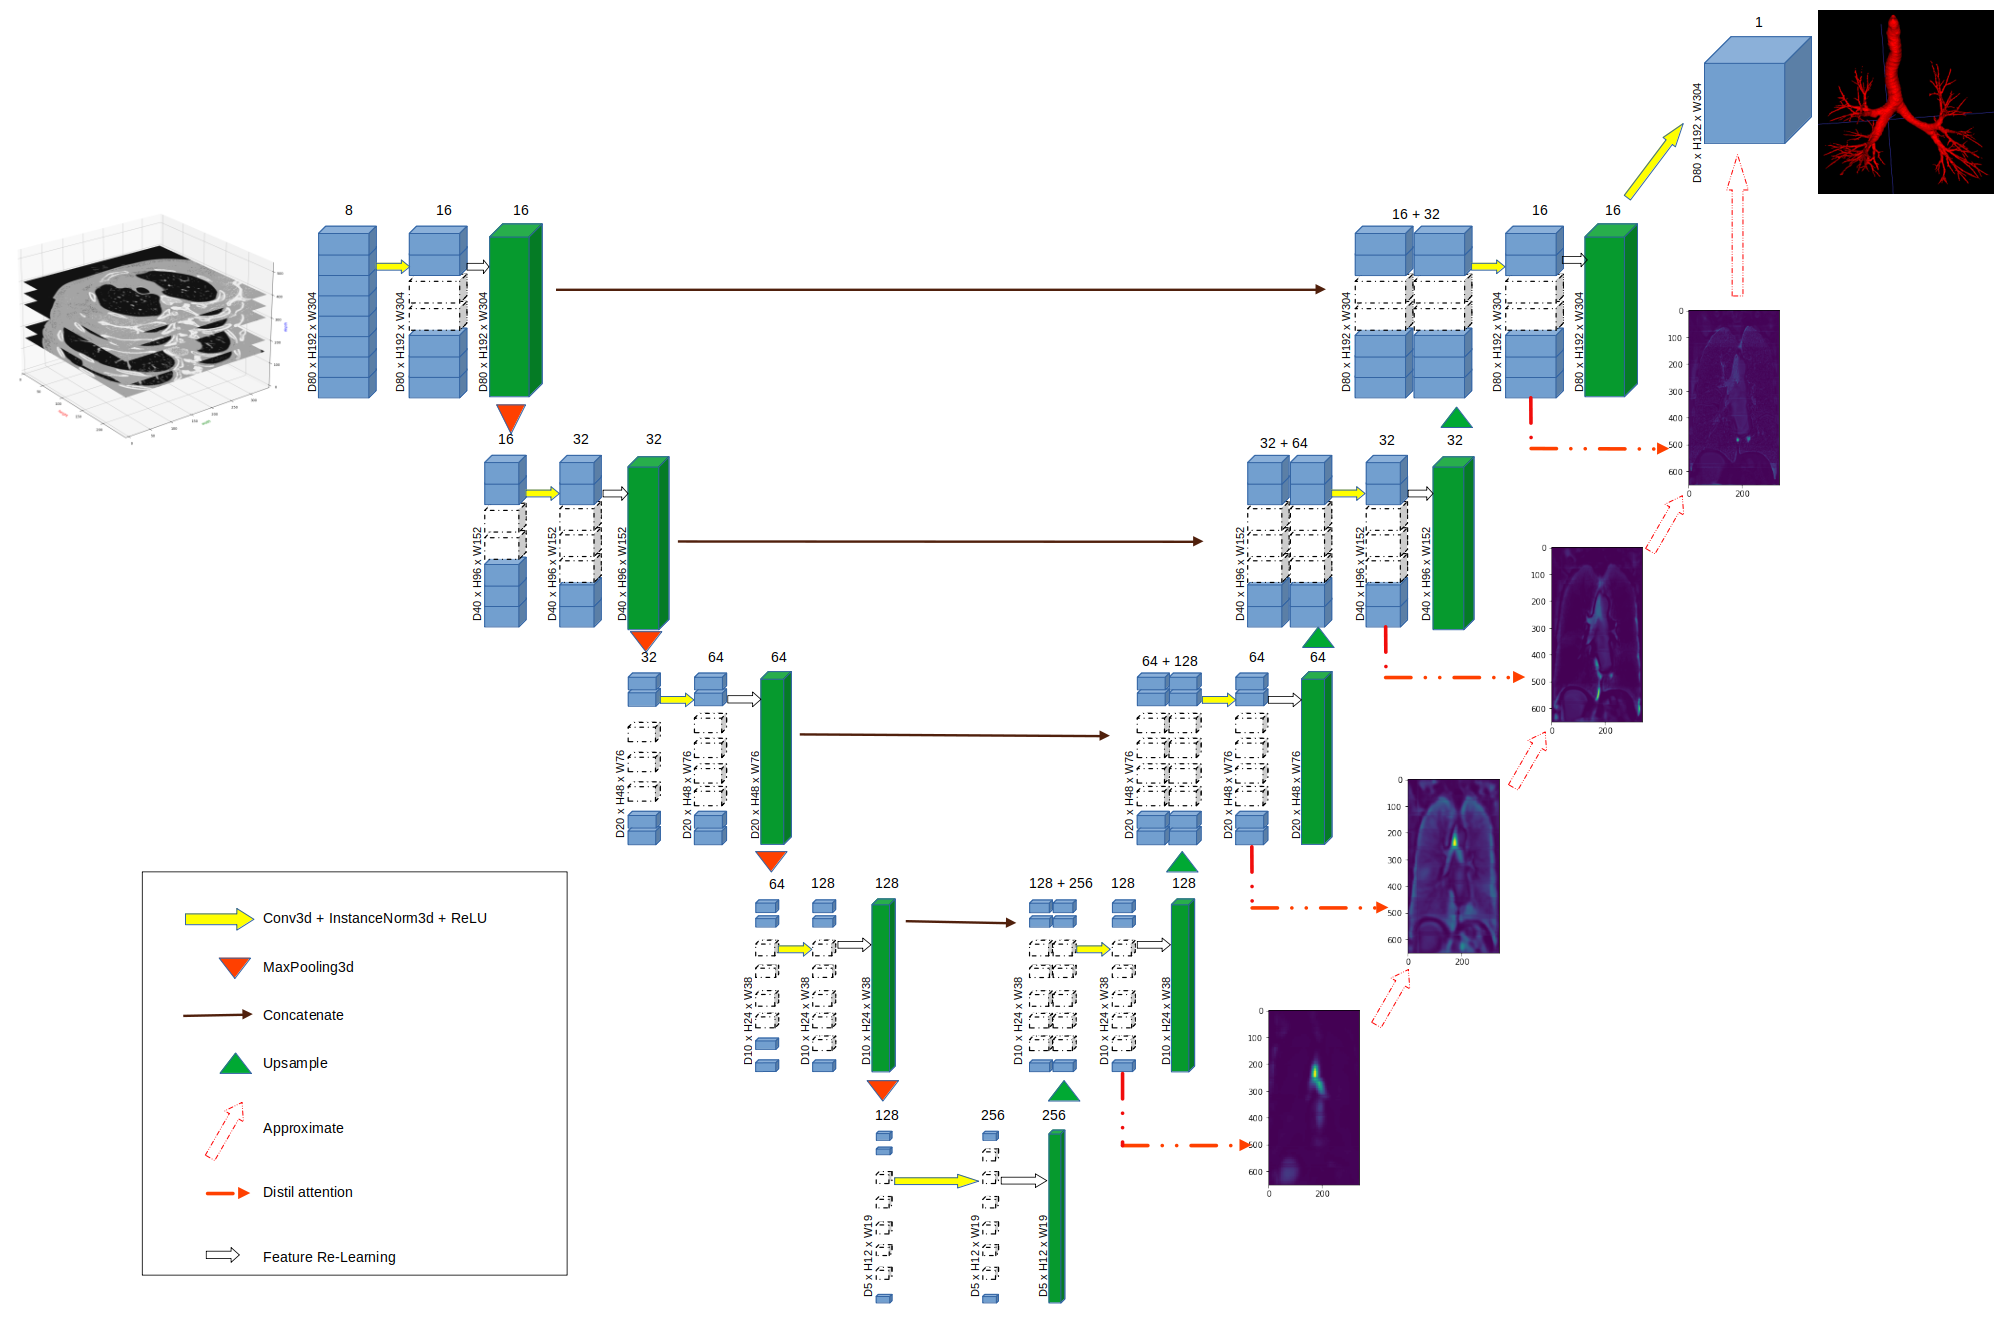 1
D80 x H192 x W304
8
16
16
D80 x H192 x W304
D80 x H192 x W304
D80 x H192 x W304
16 + 32
16
16
D80 x H192 x W304
D80 x H192 x W304
D80 x H192 x W304
0
100
200
300
400
500
600
0
200
16
32
32
D40 x H96 x W152
D40 x H96 x W152
D40 x H96 x W152
32 + 64
32
32
D40 x H96 x W152
D40 x H96 x W152
D40 x H96 x W152
0
100
200
300
400
500
600
0
200
32
64
64
D20 x H48 x W76
D20 x H48 x W76
D20 x H48 x W76
64 + 128
64
64
D20 x H48 x W76
D20 x H48 x W76
D20 x H48 x W76
0
100
200
300
400
500
600
0
200
64
128
128
D10 x H24 x W38
D10 x H24 x W38
D10 x H24 x W38
128 + 256
128
128
D10 x H24 x W38
D10 x H24 x W38
D10 x H24 x W38
0
100
200
300
400
500
600
0
200
128
256
256
D5 x H12 x W19
D5 x H12 x W19
D5 x H12 x W19
Conv3d + InstanceNorm3d + ReLU
MaxPooling3d
Concatenate
Upsample
Approximate
Distil attention
Feature Re-Learning